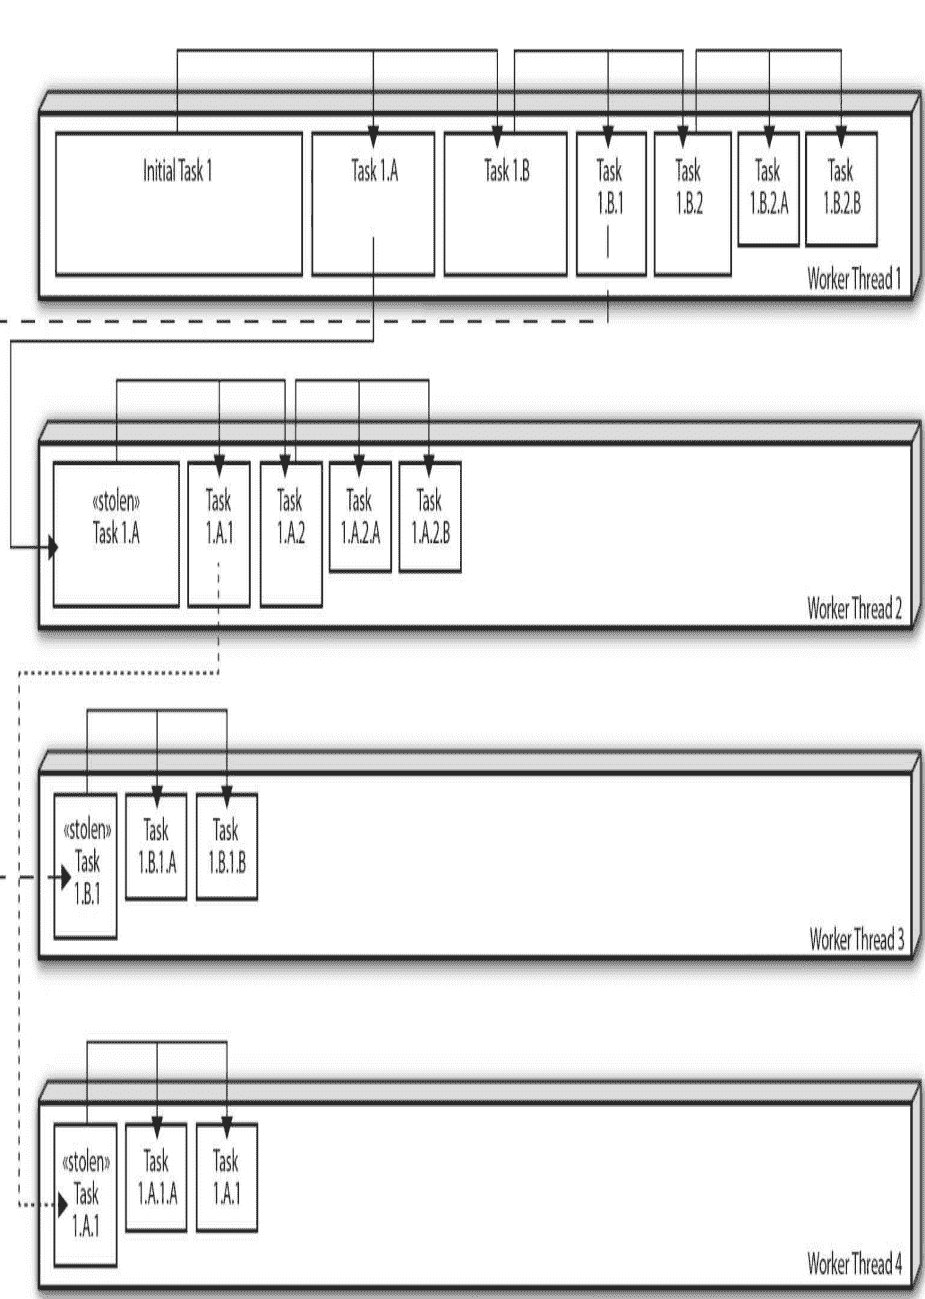 Initial Task 1
Task 1.A
Task 1.B
Task
1.B.1
Task
1.B.2
Task
1.B.2.A
Task
1.B.2.B
Worker Thread 1
«stolen»
Task 1.A
Task
1.A.1
Task
1.A.2
Task
1.A.2.A
Task
1.A.2.B
Worker Thread 2
«stolen»
Task
1.B.1
Task
1.B.1.A
Task
1.B.1.B
Worker Thread 3
«stolen»
Task
1.A.1
Task
1.A.1.A
Task
1.A.1
Worker Thread 4